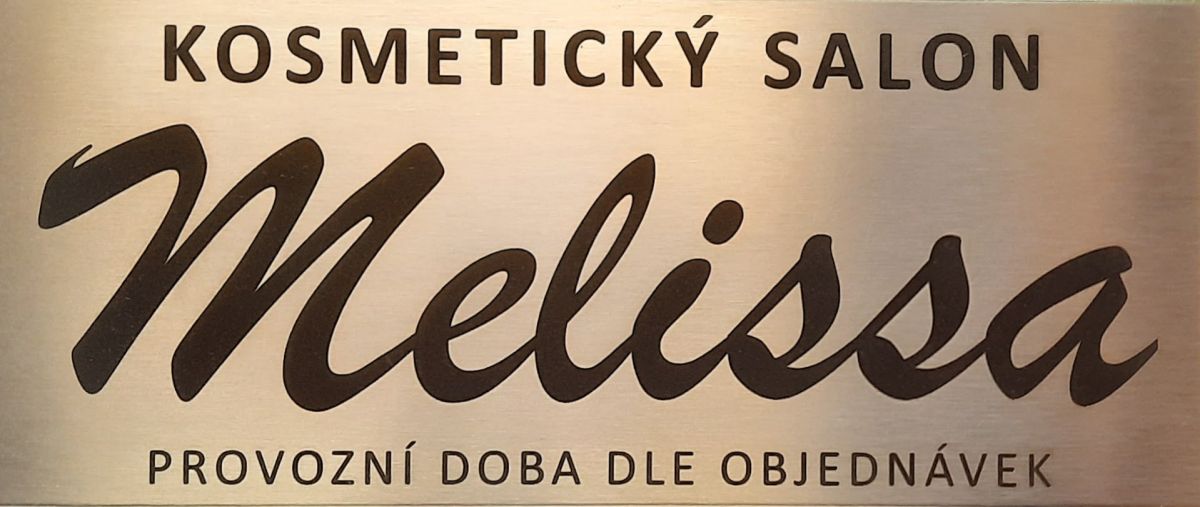 KOSMETICKÝ SALON
Melissa
PROVOZNÍ DOBA DLE OBJEDNÁVEK